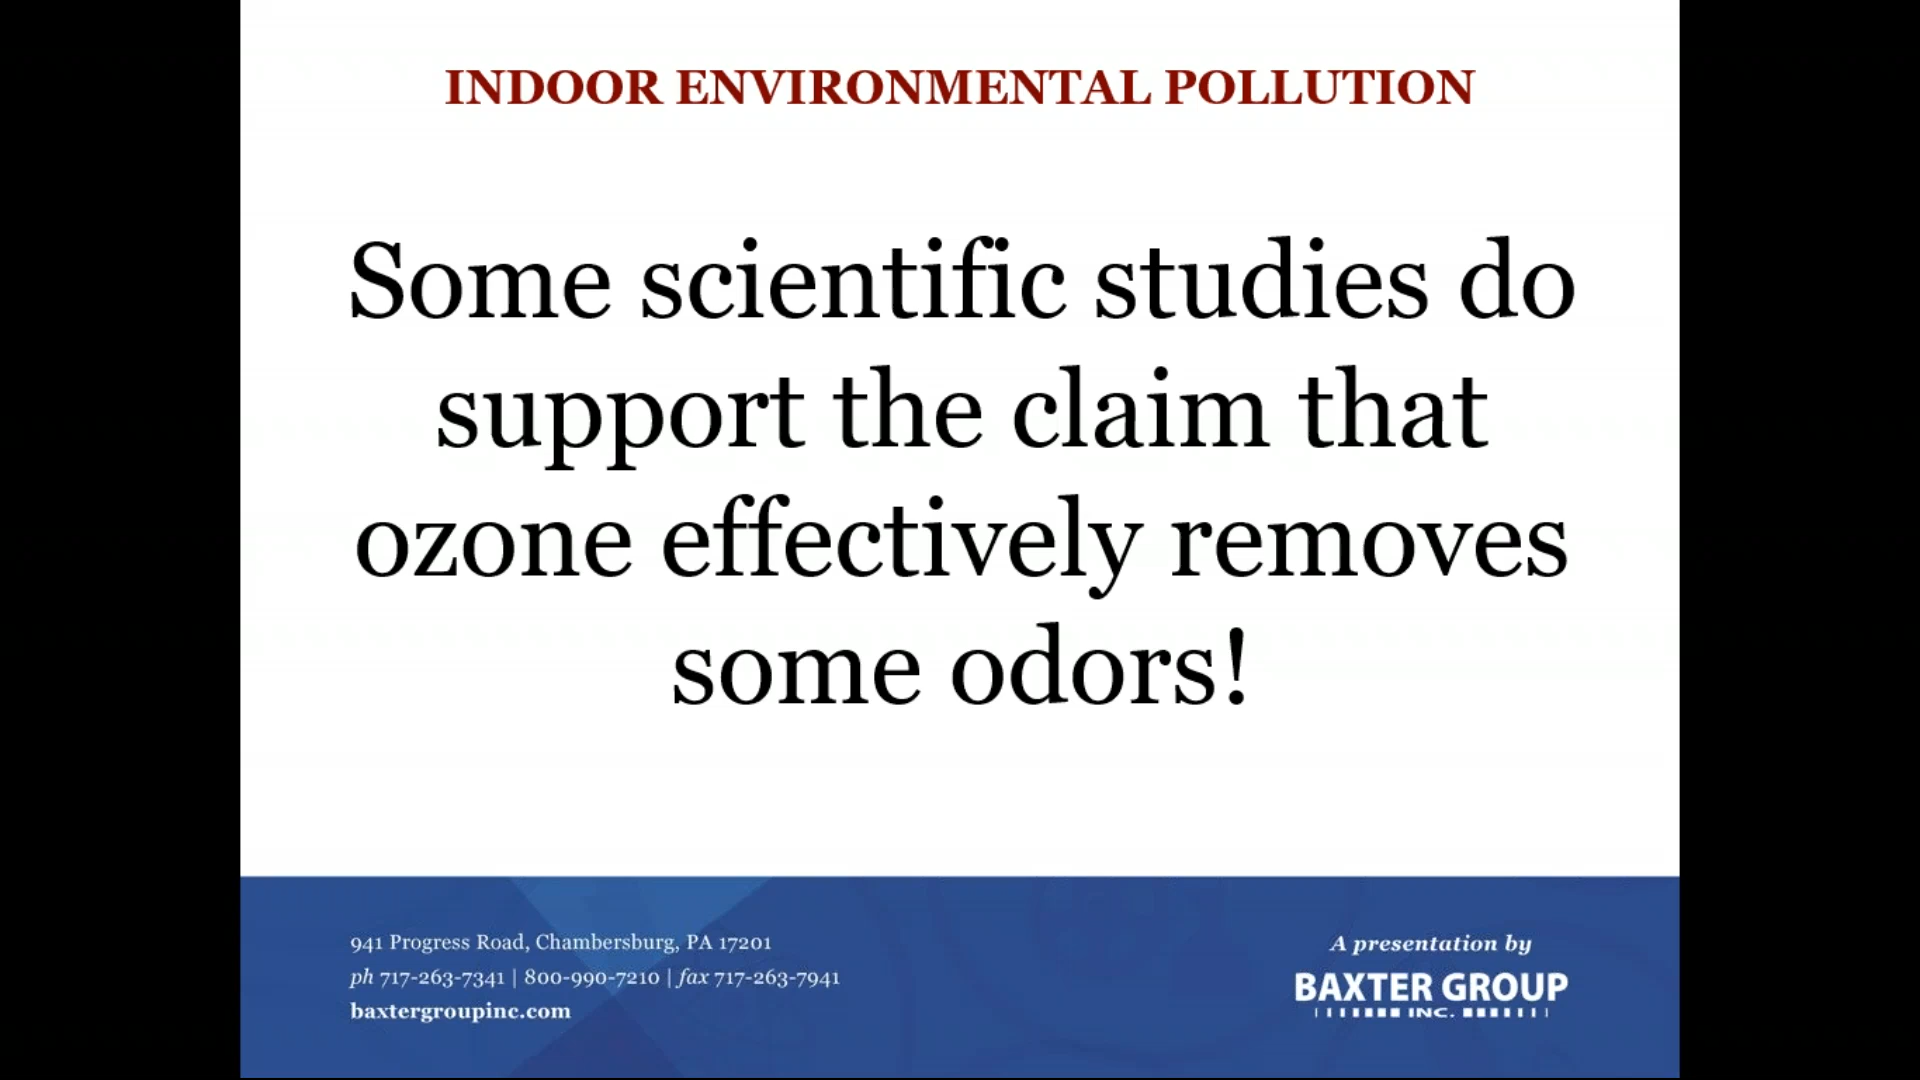 INDOOR ENVIRONMENTAL POLLUTION
Some scientific studies do
support the claim that
ozone effectively removes
some odors!
941 Progress Road, Chambersburg, PA 17201
ph 717-263-7341 | 800-990-7210 | fax 717-263-7941
baxtergroupinc.com
A presentation by
BAXTER GROUP
INC.